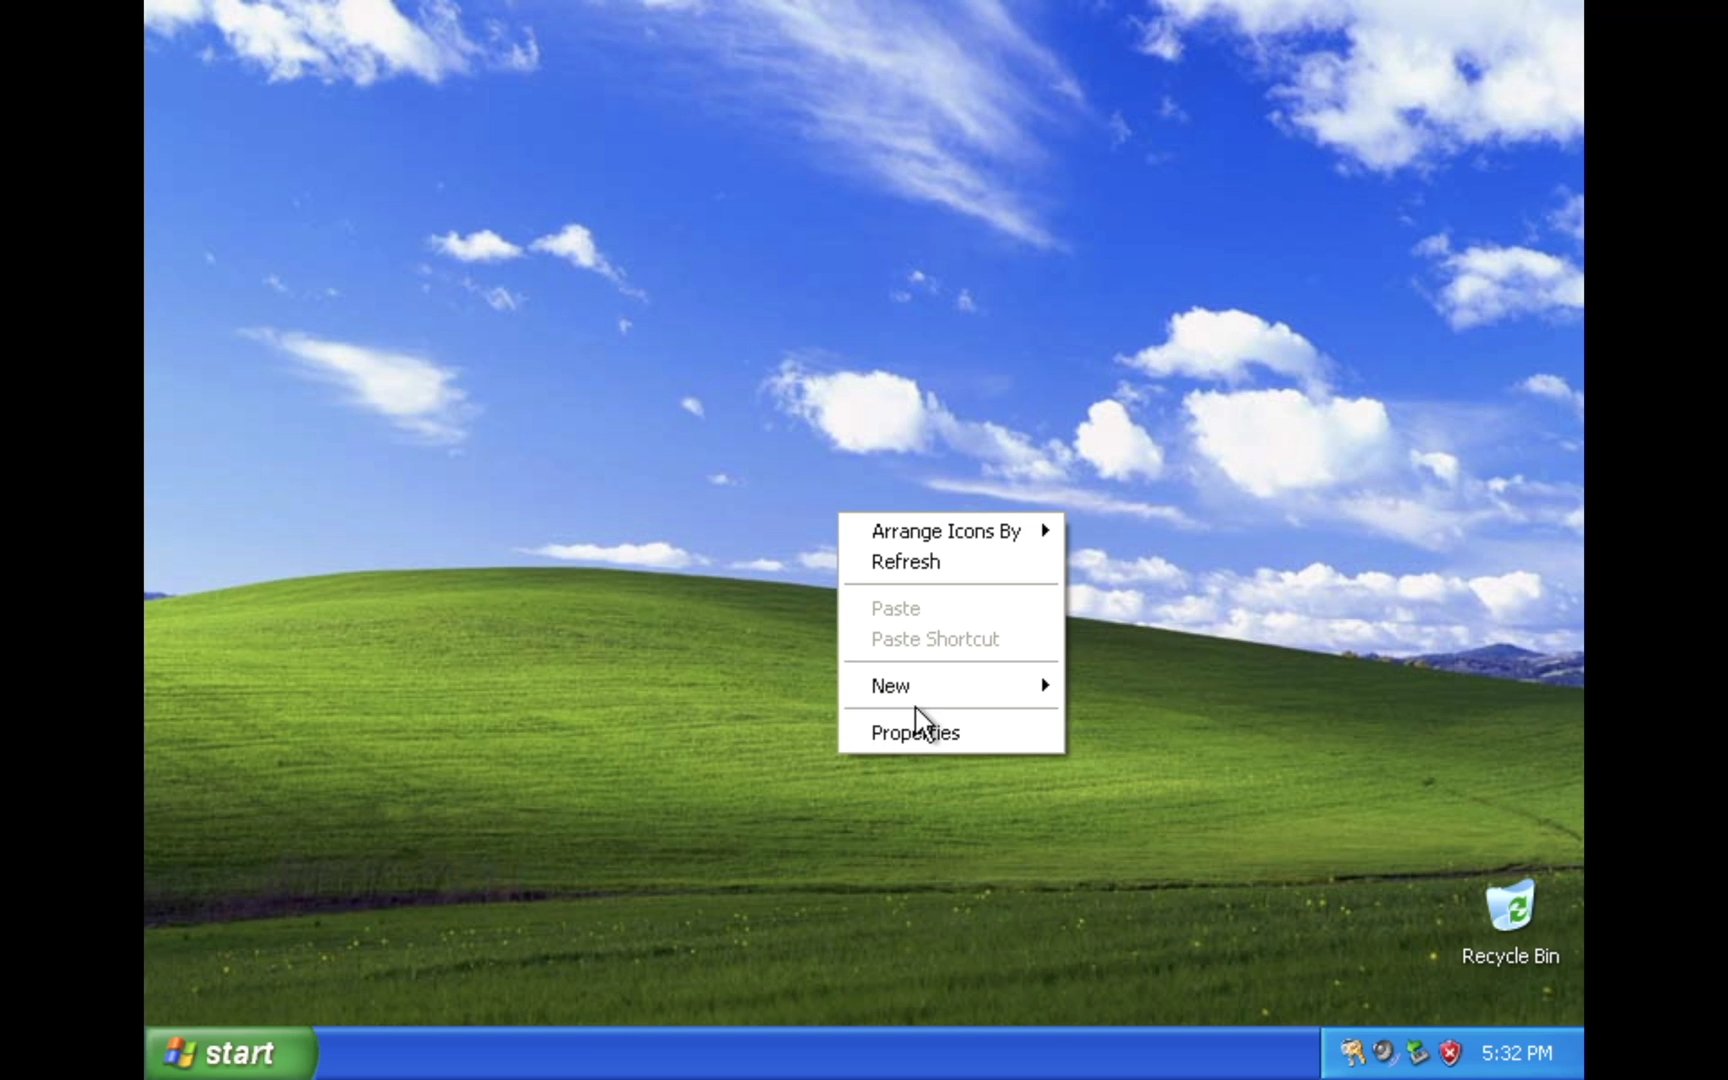 Arrange Icons By
Refresh
Paste
Paste Shortcut
New
Properties
Recycle Bin
start
5:32 PM